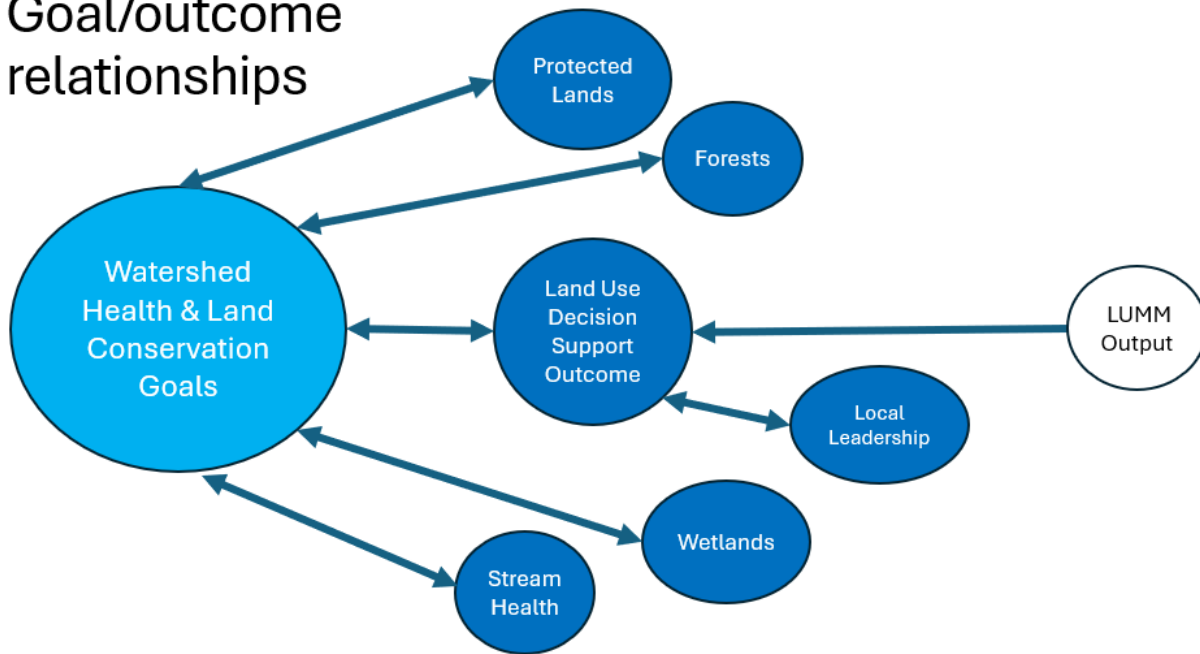 Goal/outcome
relationships
Protected
Lands
Forests
Watershed
Health & Land
Conservation
Goals
Land Use
Decision
Support
Outcome
LUMM
Output
Local
Leadership
Wetlands
Stream
Health